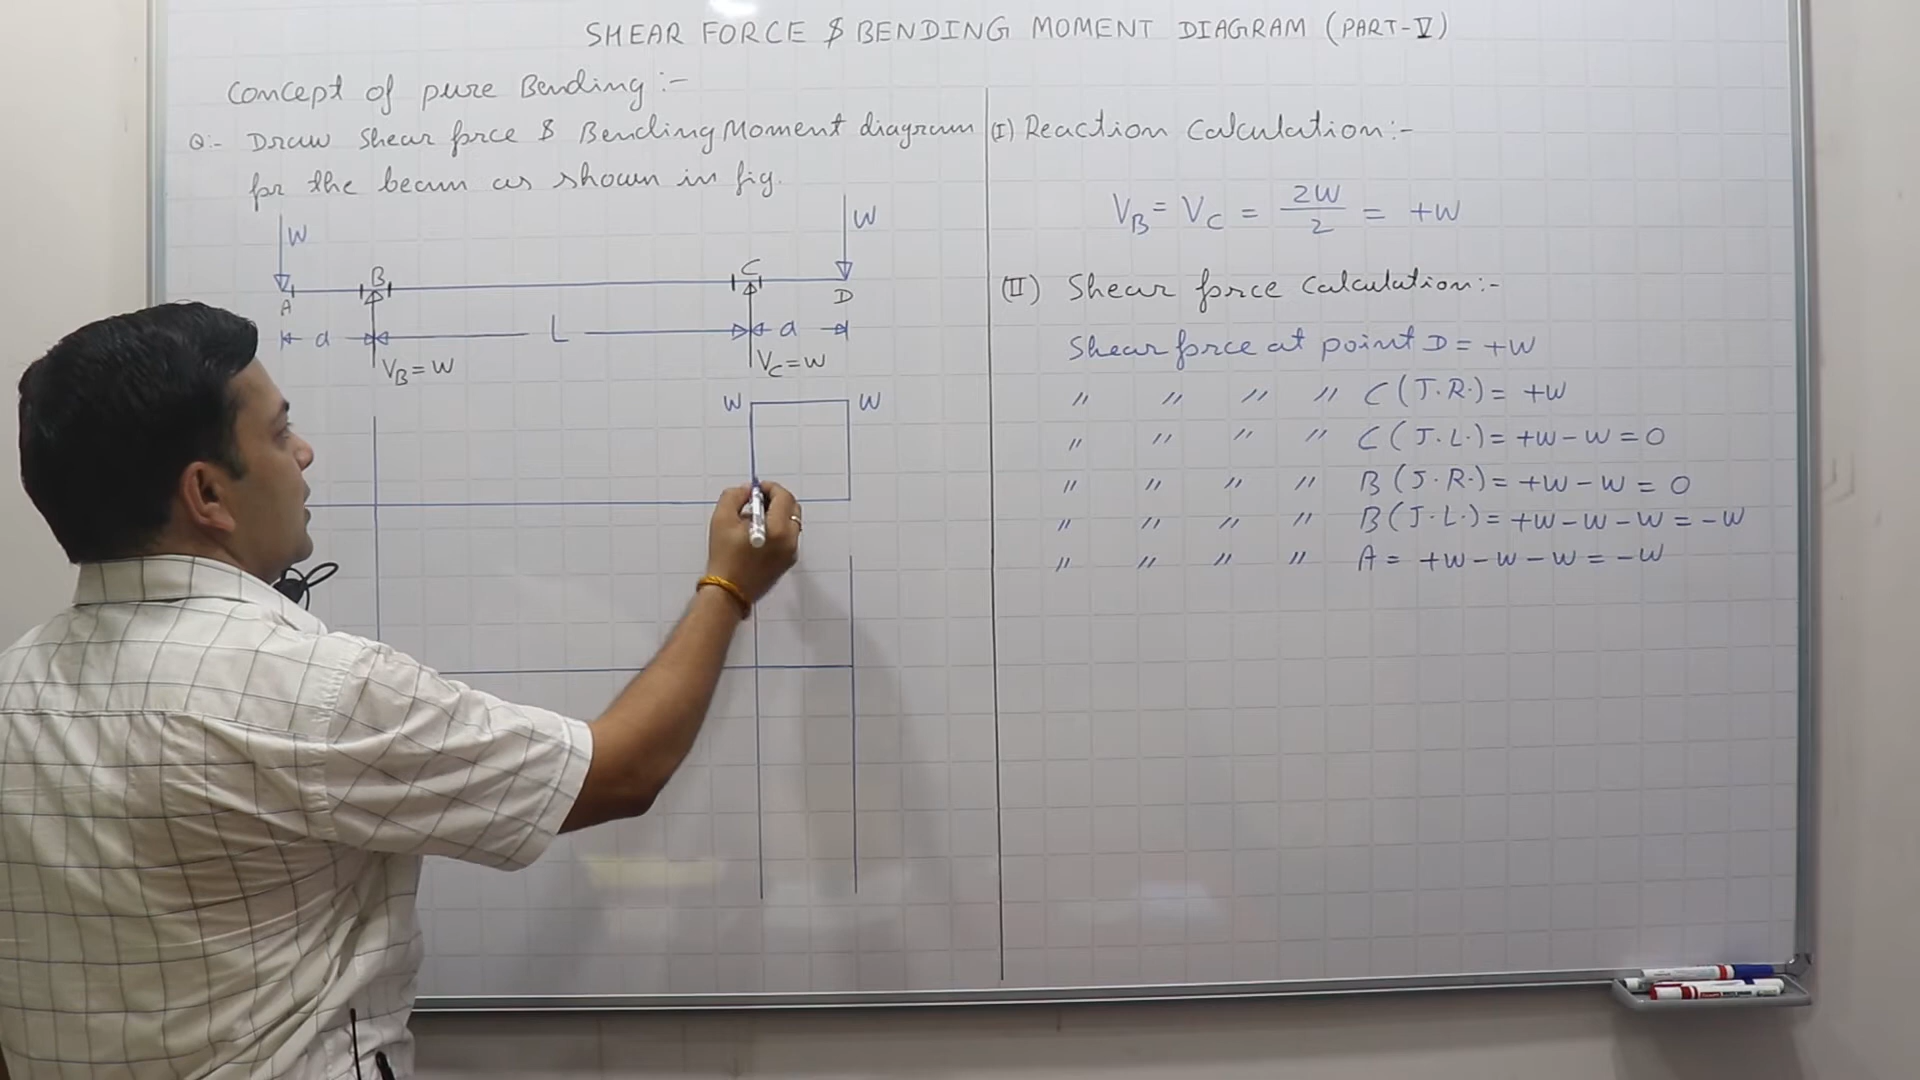 SHEAR FORCE & BENDING MOMENT DIAGRAM (PART-V)
Concept of pure Bending:-
Q:- Draw Shear force & Bending Moment diagram
for the beam as shown in fig.
W
W
A
B
C
D
a
L
a
VB = W
VC = W
W
W
(I) Reaction Calculation:-
VB = VC = 2W/2 = +W
(II) Shear force Calculation:-
Shear force at point D = +W
" " " " C (J.R.) = +W
" " " " C (J.L.) = +W-W=0
" " " " B (J.R.) = +W-W = 0
" " " " B (J.L.) = +W-W-W = -W
" " " " A = +W-W-W = -W